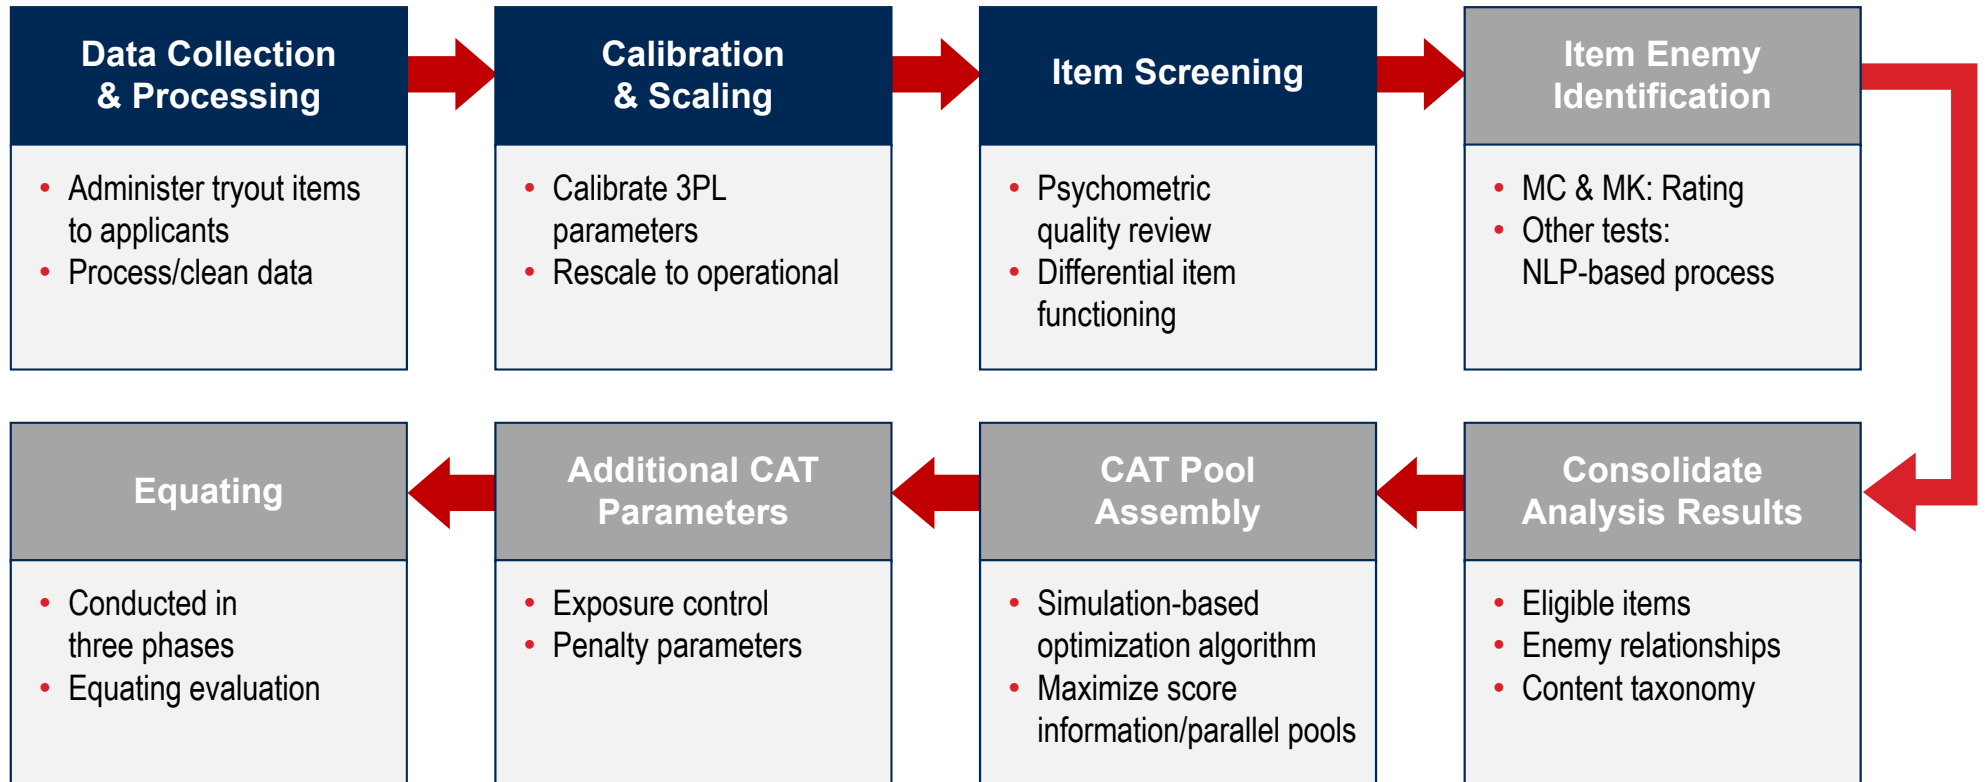 Data Collection
& Processing
• Administer tryout items
to applicants
• Process/clean data
Calibration
& Scaling
• Calibrate 3PL
parameters
• Rescale to operational
Item Screening
• Psychometric
quality review
• Differential item
functioning
Item Enemy
Identification
• MC & MK: Rating
• Other tests:
NLP-based process
Consolidate
Analysis Results
• Eligible items
• Enemy relationships
• Content taxonomy
CAT Pool
Assembly
• Simulation-based
optimization algorithm
• Maximize score
information/parallel pools
Additional CAT
Parameters
• Exposure control
• Penalty parameters
Equating
• Conducted in
three phases
• Equating evaluation